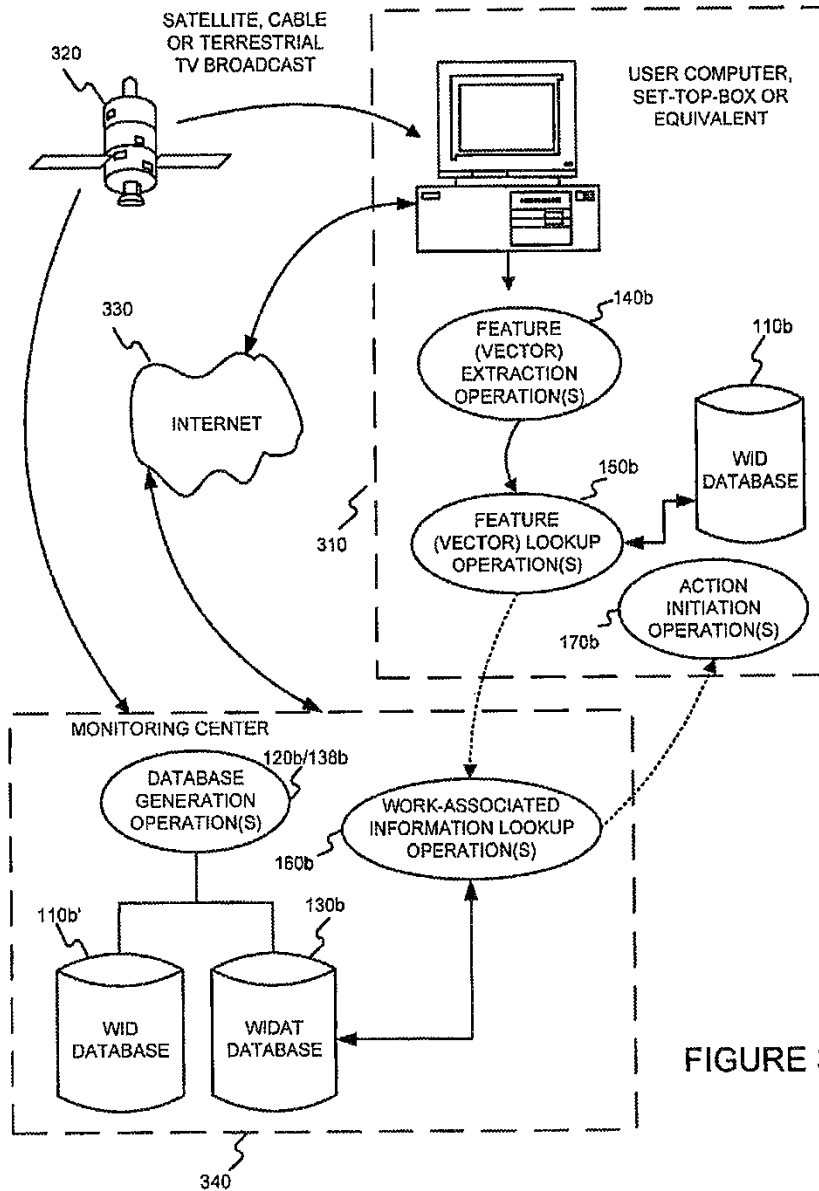 SATELLITE, CABLE
OR TERRESTRIAL
TV BROADCAST
320
USER COMPUTER,
SET-TOP-BOX OR
EQUIVALENT
330
INTERNET
140b
FEATURE
(VECTOR)
EXTRACTION
OPERATION(S)
110b
WID
DATABASE
150b
FEATURE
(VECTOR) LOOKUP
OPERATION(S)
310
ACTION
INITIATION
OPERATION(S)
170b
MONITORING CENTER
120b/138b
DATABASE
GENERATION
OPERATION(S)
WORK-ASSOCIATED
INFORMATION LOOKUP
OPERATION(S)
160b
110b'
130b
WID
DATABASE
WIDAT
DATABASE
FIGURE
340